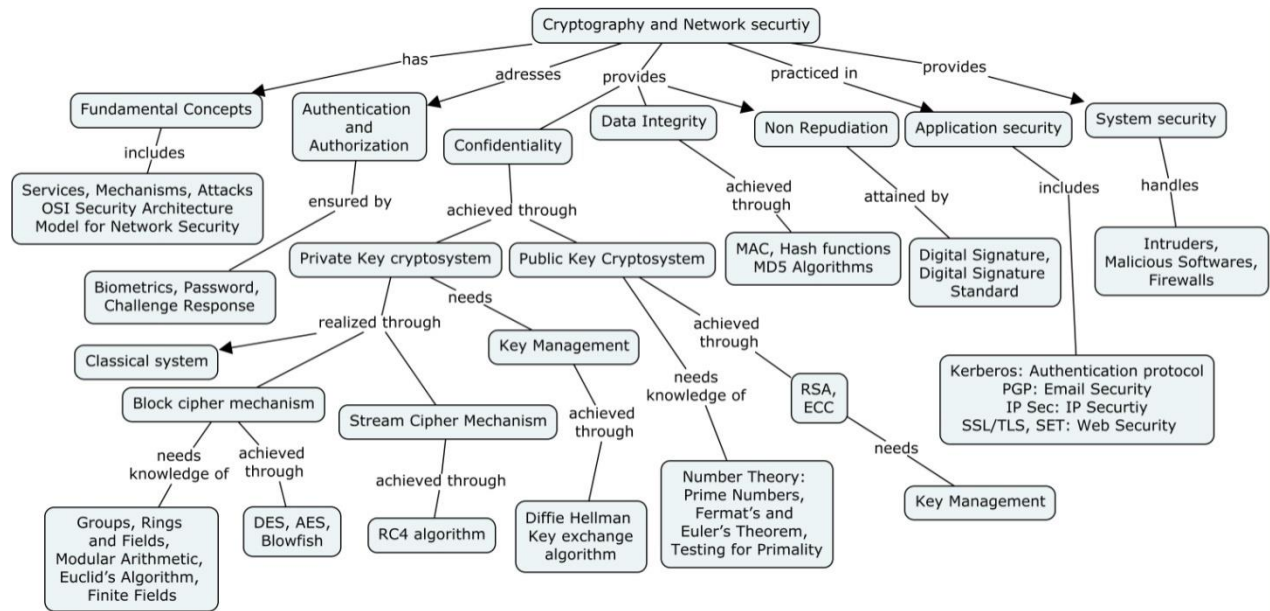 Cryptography and Network securtiy
has
adresses
provides
practiced in
provides
Fundamental Concepts
Authentication
and
Authorization
Confidentiality
Data Integrity
Non Repudiation
Application security
System security
includes
ensured by
achieved through
achieved
through
attained by
includes
handles
Services, Mechanisms, Attacks
OSI Security Architecture
Model for Network Security
Biometrics, Password,
Challenge Response
Private Key cryptosystem
Public Key Cryptosystem
MAC, Hash functions
MD5 Algorithms
Digital Signature,
Digital Signature
Standard
Intruders,
Malicious Softwares,
Firewalls
realized through
needs
needs
knowledge of
achieved
through
Classical system
Block cipher mechanism
Stream Cipher Mechanism
Key Management
RSA,
ECC
Kerberos: Authentication protocol
PGP: Email Security
IP Sec: IP Securtiy
SSL/TLS, SET: Web Security
needs
knowledge of
achieved
through
achieved through
achieved
through
needs
Groups, Rings
and Fields,
Modular Arithmetic,
Euclid’s Algorithm,
Finite Fields
DES, AES,
Blowfish
RC4 algorithm
Diffie Hellman
Key exchange
algorithm
Number Theory:
Prime Numbers,
Fermat’s and
Euler’s Theorem,
Testing for Primality
Key Management